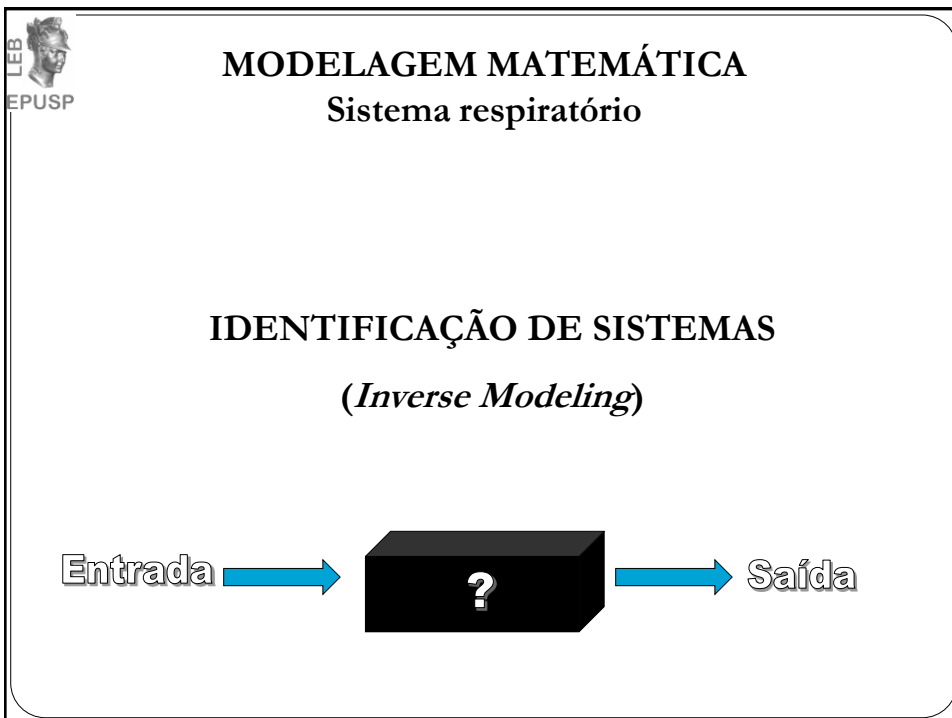 LEB
EPUSP
MODELAGEM MATEMÁTICA
Sistema respiratório
IDENTIFICAÇÃO DE SISTEMAS
(Inverse Modeling)
Entrada
?
Saída